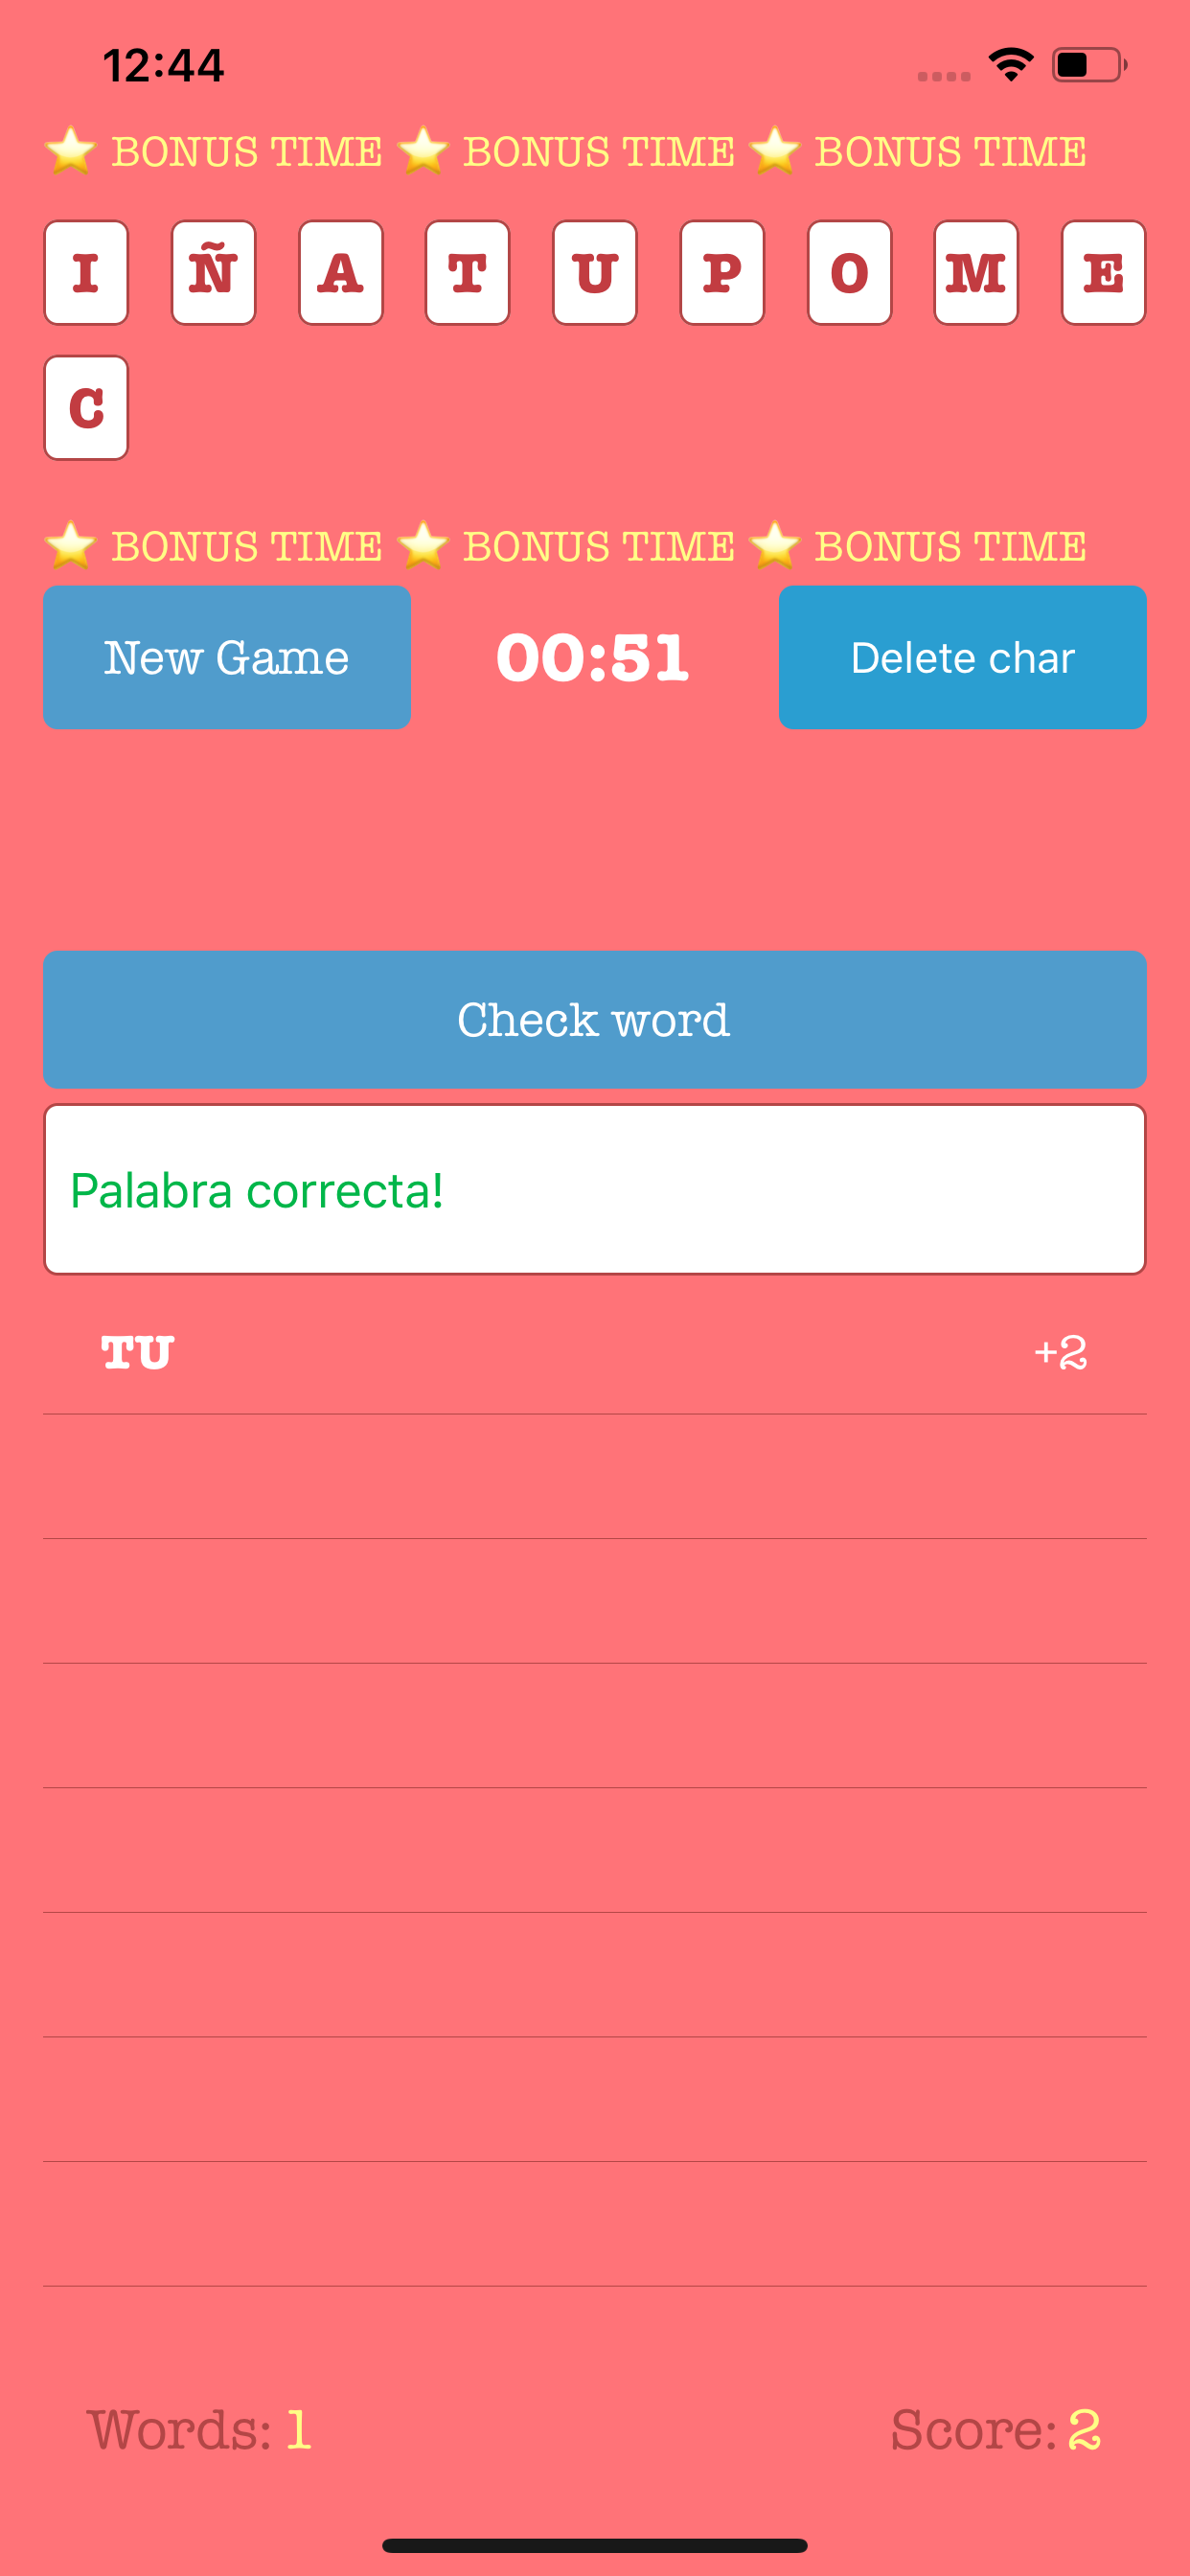 12:44
⭐ BONUS TIME ⭐ BONUS TIME ⭐ BONUS TIME
I Ñ A T U P O M E
C
⭐ BONUS TIME ⭐ BONUS TIME ⭐ BONUS TIME
New Game 00:51 Delete char
Check word
Palabra correcta!
TU +2
Words: 1 Score: 2